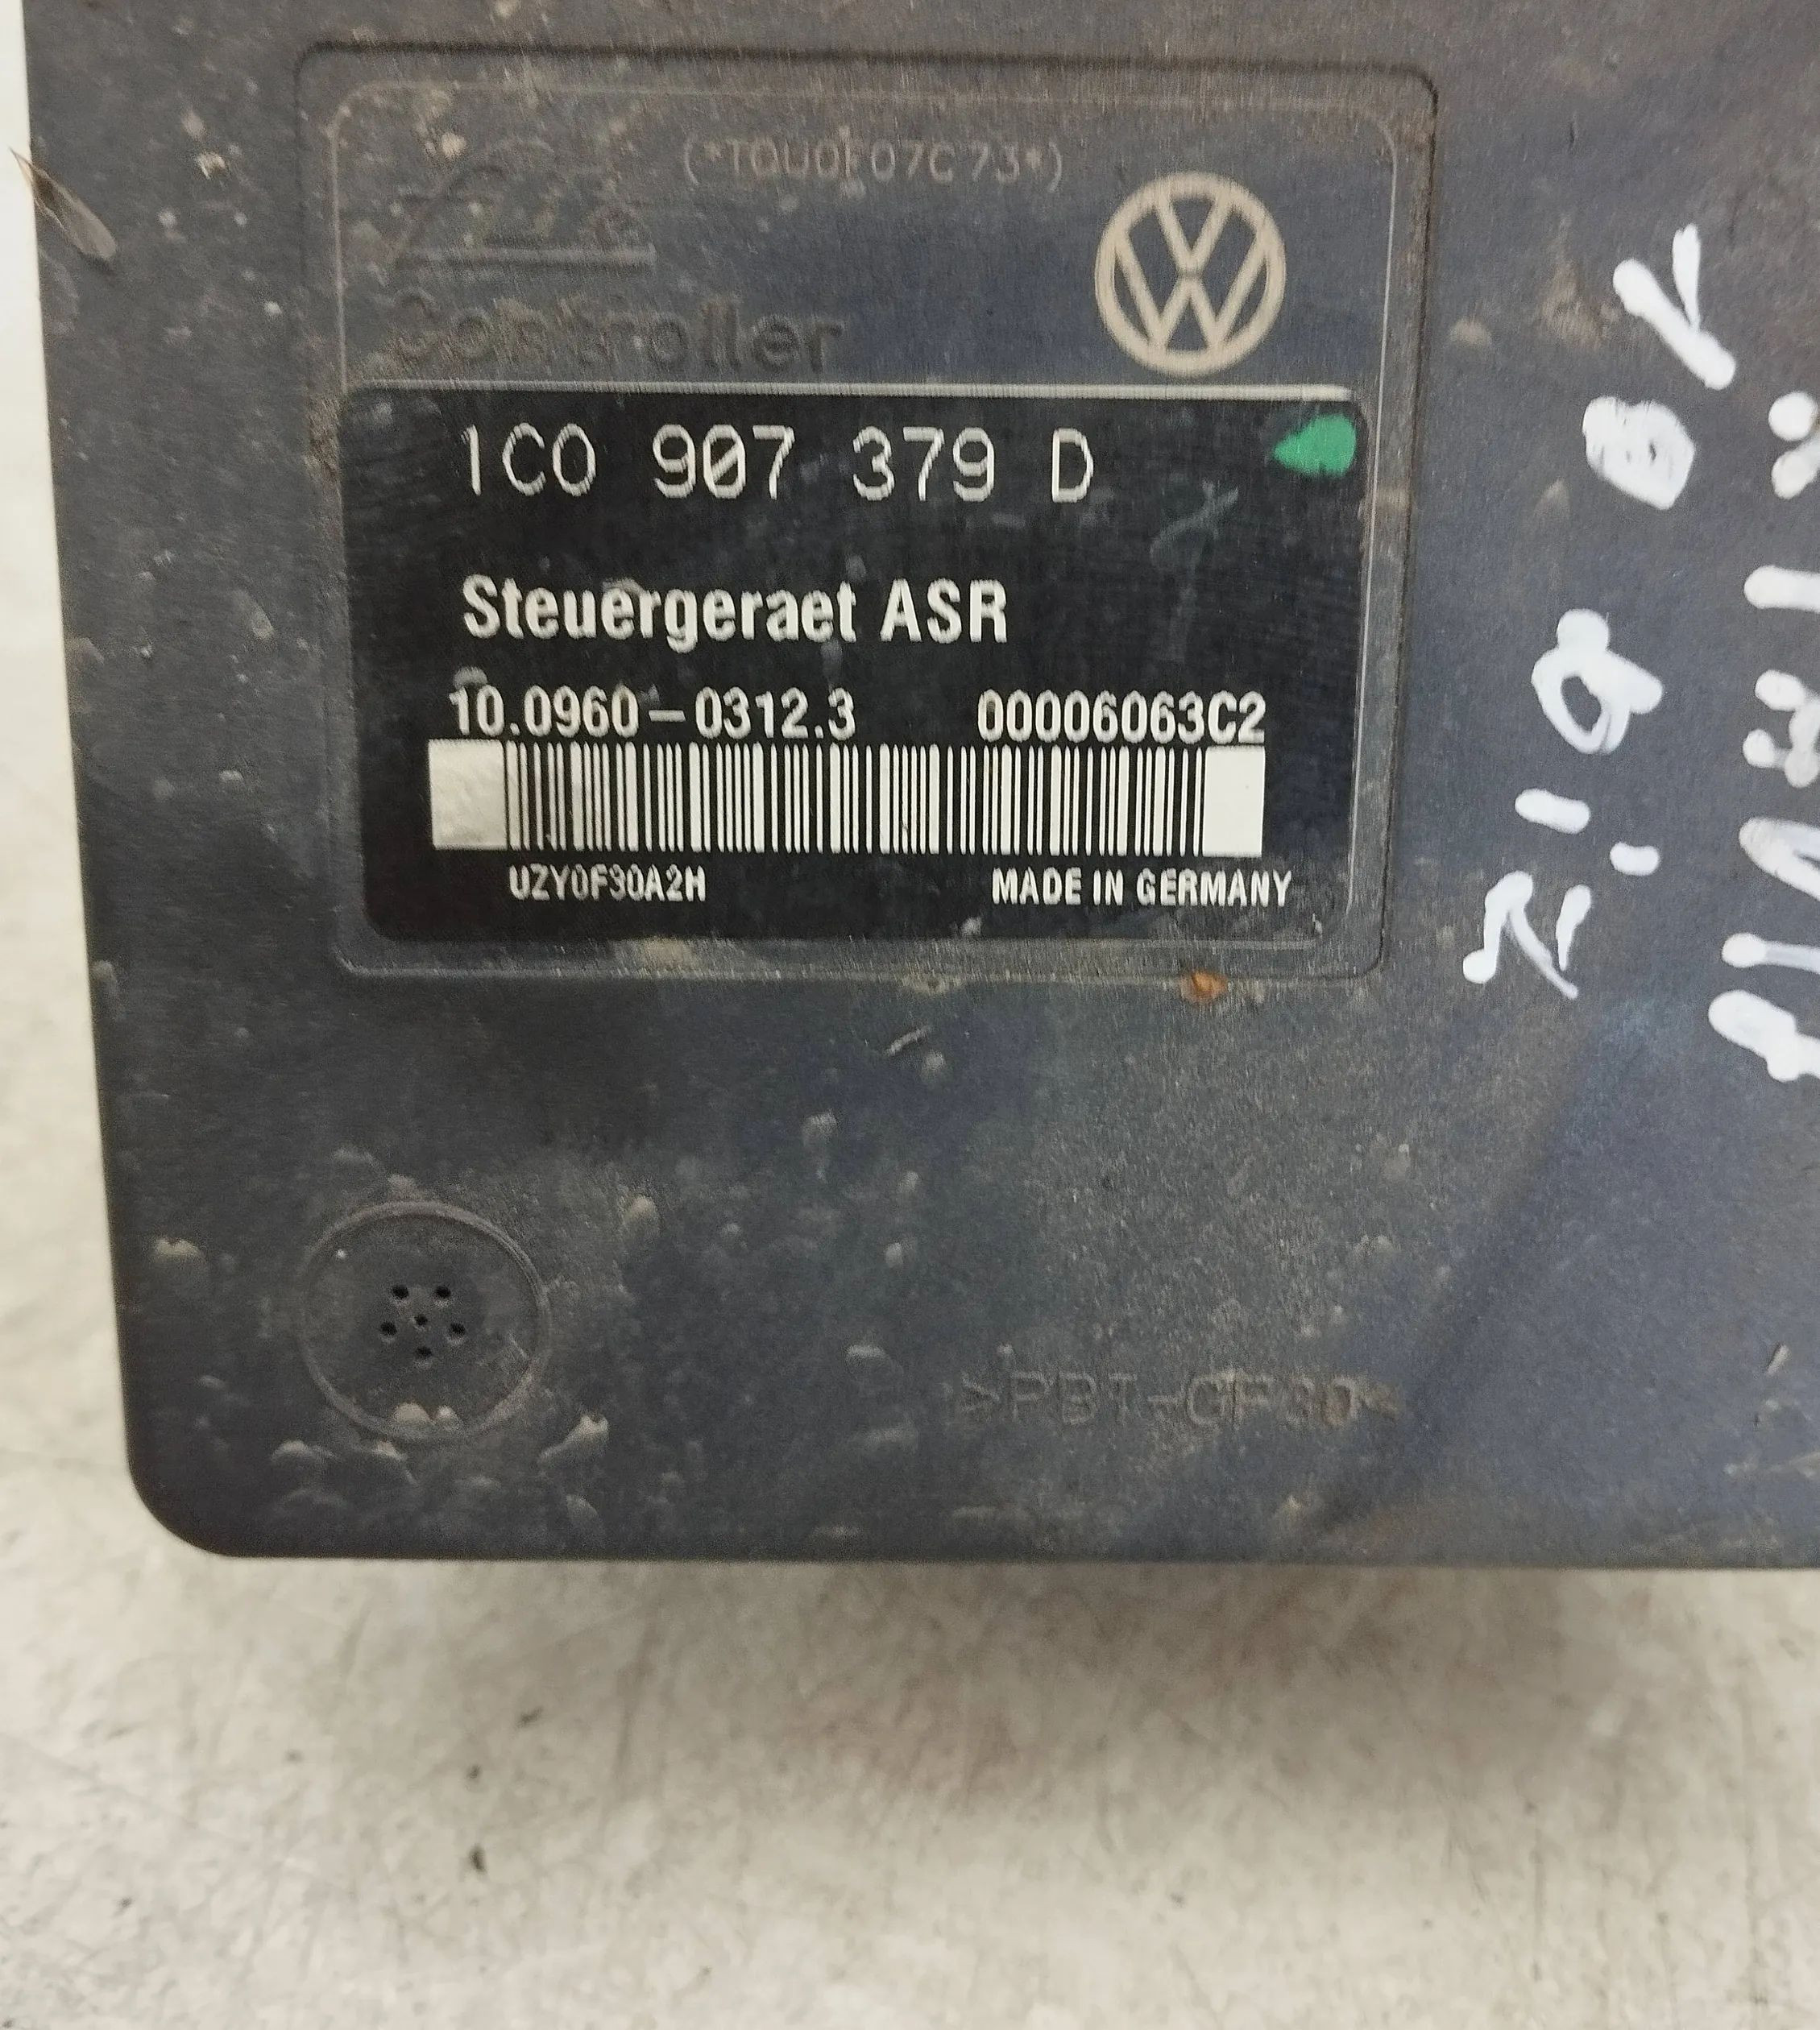 (*TQU0F07C73*)
Controller
1C0 907 379 D
Steuergeraet ASR
10.0960-0312.3 00006063C2
UZY0F30A2H MADE IN GERMANY
>PBT-GF30<